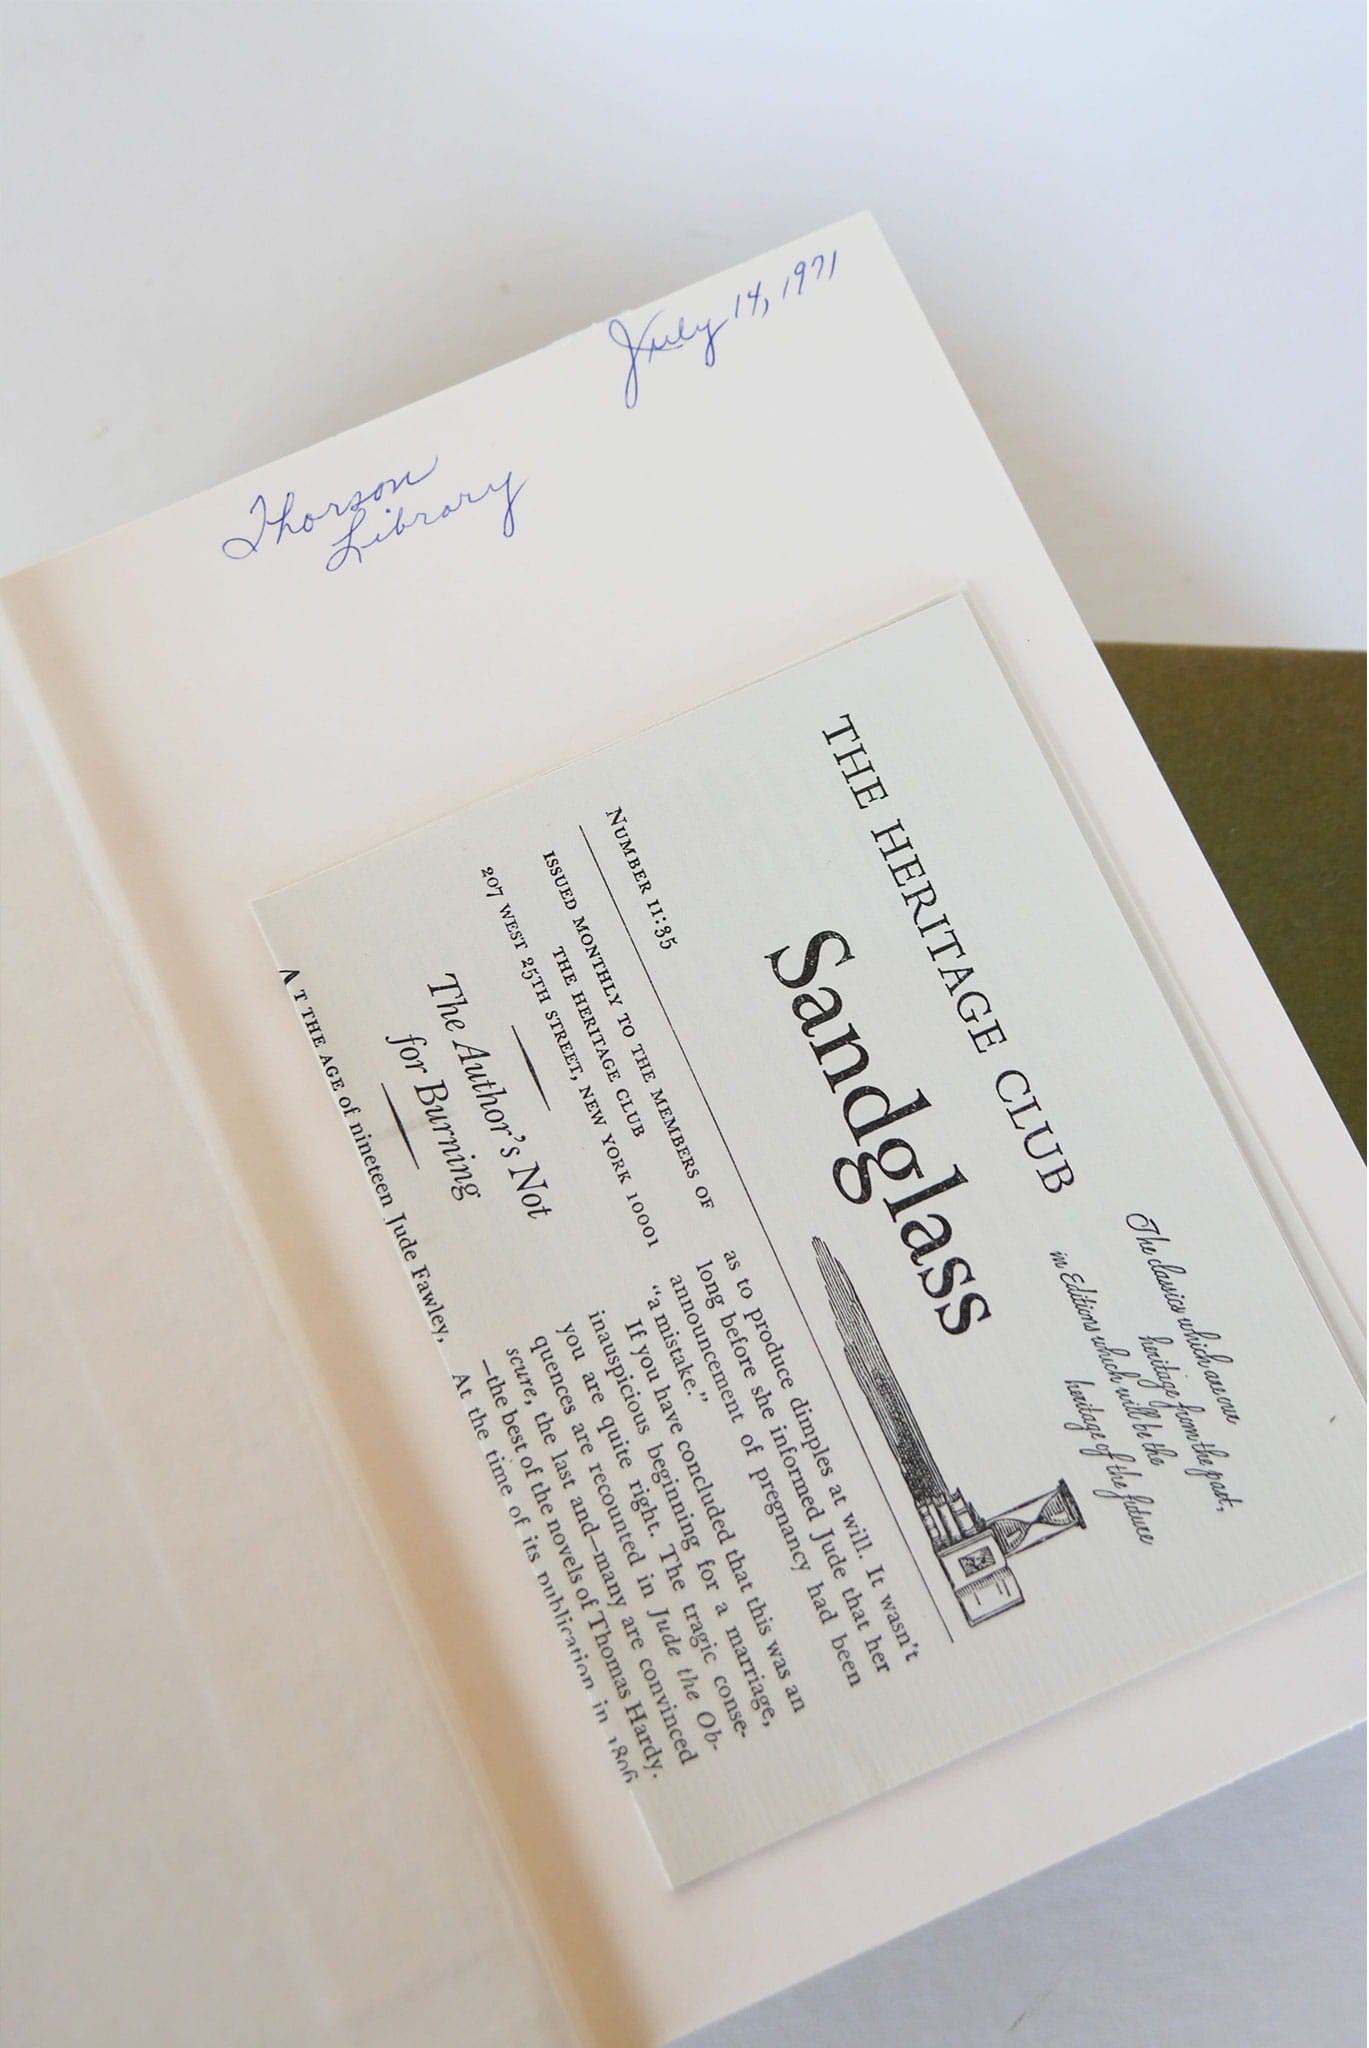 July 14, 1971
Thorson
Library
THE HERITAGE CLUB
Sandglass
The classics which are our
heritage from the past,
in Editions which will be the
heritage of the future
NUMBER 11:35
ISSUED MONTHLY TO THE MEMBERS OF
THE HERITAGE CLUB
207 WEST 25TH STREET, NEW YORK 10001
The Author's Not
for Burning
AT THE AGE of nineteen Jude Fawley,
as to produce dimples at will. It wasn't
long before she informed Jude that her
announcement of pregnancy had been
"a mistake."
If you have concluded that this was an
inauspicious beginning for a marriage,
you are quite right. The tragic conse-
quences are recounted in Jude the Ob-
scure, the last and—many are convinced
—the best of the novels of Thomas Hardy.
At the time of its publication in 1896